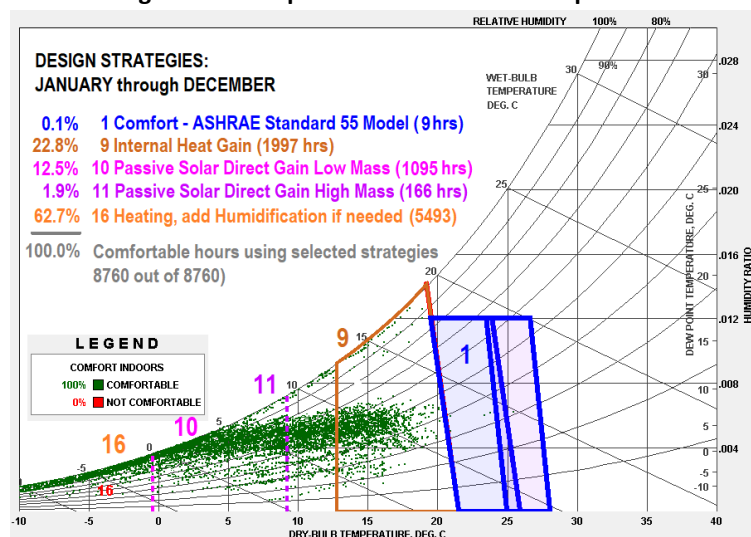 RELATIVE HUMIDITY 100% 80%
DESIGN STRATEGIES:
JANUARY through DECEMBER
0.1% 1 Comfort - ASHRAE Standard 55 Model (9 hrs)
22.8% 9 Internal Heat Gain (1997 hrs)
12.5% 10 Passive Solar Direct Gain Low Mass (1095 hrs)
1.9% 11 Passive Solar Direct Gain High Mass (166 hrs)
62.7% 16 Heating, add Humidification if needed (5493)
100.0% Comfortable hours using selected strategies
8760 out of 8760)
WET-BULB
TEMPERATURE
DEG. C
30 90%
25
20
15
10
5
0
-5
LEGEND
COMFORT INDOORS
100% COMFORTABLE
0% NOT COMFORTABLE
16
10
11
9
1
16
.028
.024
.020
.016
.012
.008
.004
HUMIDITY RATIO
DEW POINT TEMPERATURE, DEG. C
30
25
20
15
10
5
0
-5
-10
-10 -5 0 5 10 15 20 25 30 35 40
DRY-BULB TEMPERATURE, DEG. C